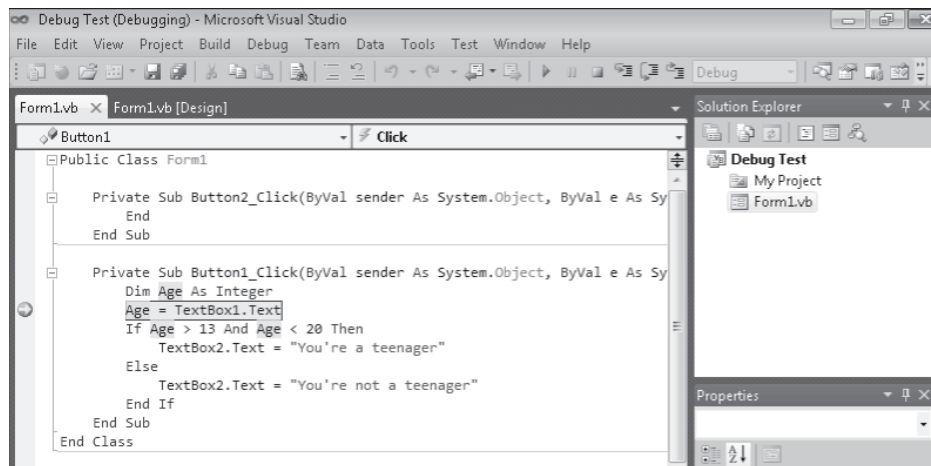 Debug Test (Debugging) - Microsoft Visual Studio
File Edit View Project Build Debug Team Data Tools Test Window Help
Debug
Form1.vb Form1.vb [Design]
Button1
Click
Public Class Form1
Private Sub Button2_Click(ByVal sender As System.Object, ByVal e As Sy
End
End Sub
Private Sub Button1_Click(ByVal sender As System.Object, ByVal e As Sy
Dim Age As Integer
Age = TextBox1.Text
If Age > 13 And Age < 20 Then
TextBox2.Text = "You're a teenager"
Else
TextBox2.Text = "You're not a teenager"
End If
End Sub
End Class
Solution Explorer
Debug Test
My Project
Form1.vb
Properties